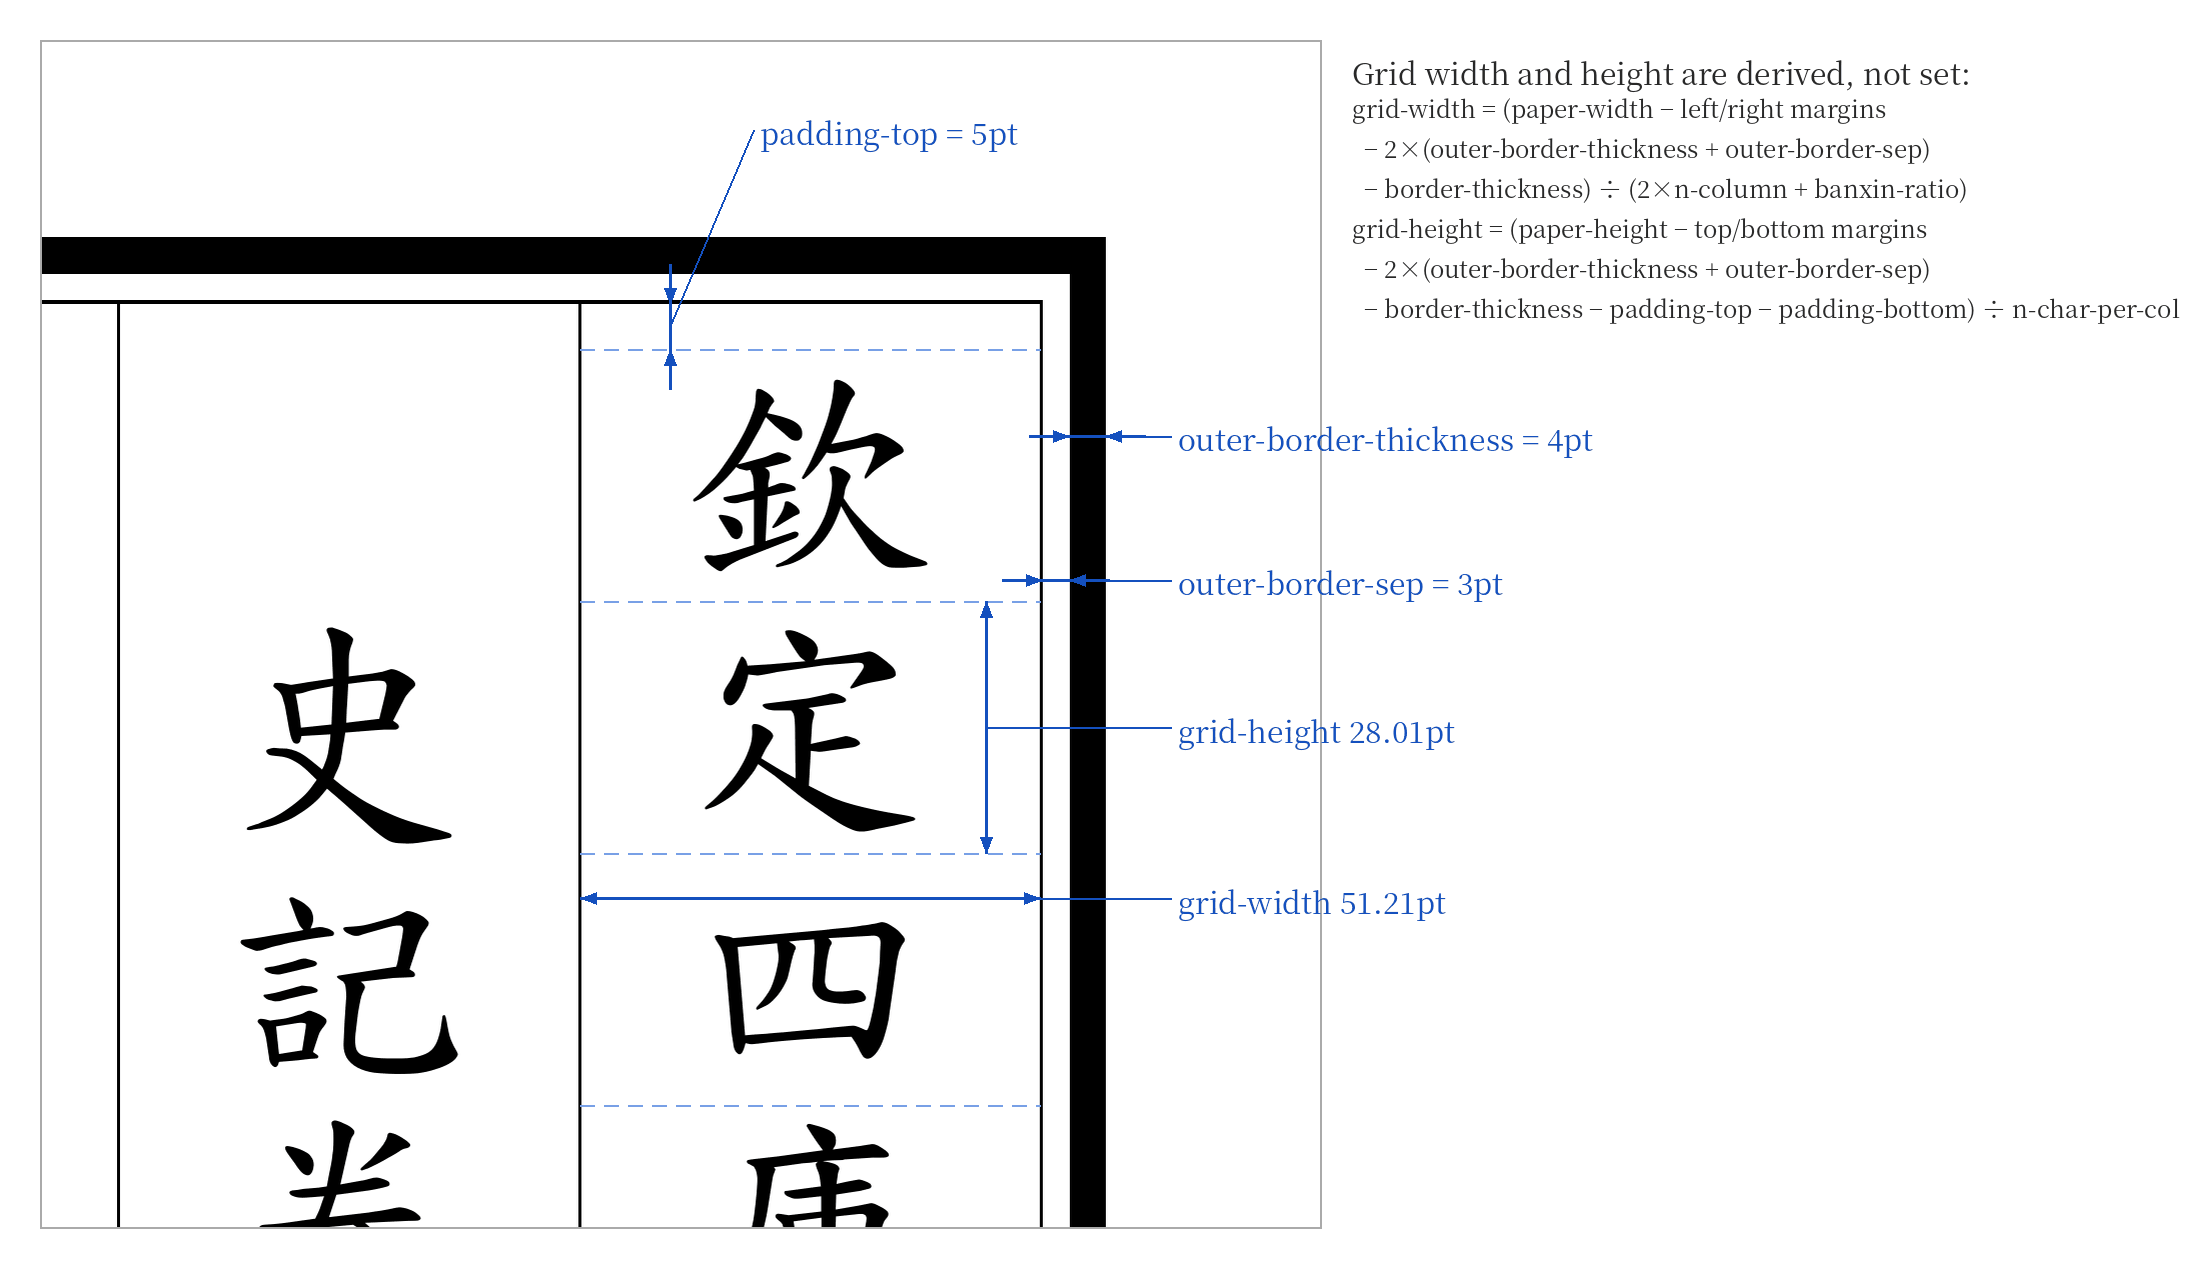 Grid width and height are derived, not set:
grid-width = (paper-width − left/right margins
− 2×(outer-border-thickness + outer-border-sep)
− border-thickness) ÷ (2×n-column + banxin-ratio)
grid-height = (paper-height − top/bottom margins
− 2×(outer-border-thickness + outer-border-sep)
− border-thickness − padding-top − padding-bottom) ÷ n-char-per-col
padding-top = 5pt
outer-border-thickness = 4pt
outer-border-sep = 3pt
grid-height 28.01pt
grid-width 51.21pt
欽定四
史記